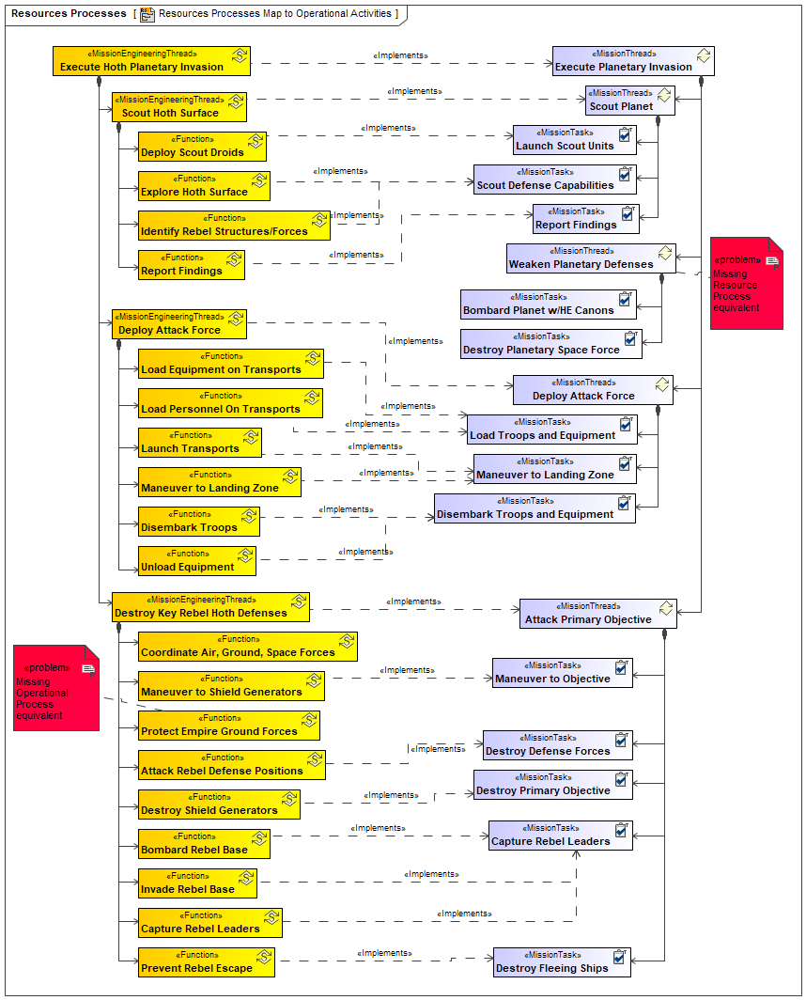 Resources Processes [ Resources Processes Map to Operational Activities ]
«MissionEngineeringThread»
Execute Hoth Planetary Invasion
«Implements»
«MissionThread»
Execute Planetary Invasion
«MissionEngineeringThread»
Scout Hoth Surface
«Implements»
«MissionThread»
Scout Planet
«Function»
Deploy Scout Droids
«Implements»
«MissionTask»
Launch Scout Units
«Function»
Explore Hoth Surface
«Implements»
«MissionTask»
Scout Defense Capabilities
«Function»
Identify Rebel Structures/Forces
«Implements»
«MissionTask»
Report Findings
«Function»
Report Findings
«Implements»
«MissionThread»
Weaken Planetary Defenses
«problem»
Missing
Resource
Process
equivalent
«MissionTask»
Bombard Planet w/HE Canons
«MissionEngineeringThread»
Deploy Attack Force
«Implements»
«MissionTask»
Destroy Planetary Space Force
«Function»
Load Equipment on Transports
«MissionThread»
Deploy Attack Force
«Function»
Load Personnel On Transports
«Implements»
«MissionTask»
Load Troops and Equipment
«Implements»
«Function»
Launch Transports
«Implements»
«MissionTask»
Maneuver to Landing Zone
«Function»
Maneuver to Landing Zone
«Implements»
«MissionTask»
Disembark Troops and Equipment
«Function»
Disembark Troops
«Implements»
«Function»
Unload Equipment
«Implements»
«MissionEngineeringThread»
Destroy Key Rebel Hoth Defenses
«Implements»
«MissionThread»
Attack Primary Objective
«Function»
Coordinate Air, Ground, Space Forces
«problem»
Missing
Operational
Process
equivalent
«Function»
Maneuver to Shield Generators
«Implements»
«MissionTask»
Maneuver to Objective
«Function»
Protect Empire Ground Forces
«Function»
Attack Rebel Defense Positions
«Implements»
«MissionTask»
Destroy Defense Forces
«Function»
Destroy Shield Generators
«Implements»
«MissionTask»
Destroy Primary Objective
«Function»
Bombard Rebel Base
«Implements»
«MissionTask»
Capture Rebel Leaders
«Function»
Invade Rebel Base
«Implements»
«Function»
Capture Rebel Leaders
«Implements»
«Function»
Prevent Rebel Escape
«Implements»
«MissionTask»
Destroy Fleeing Ships